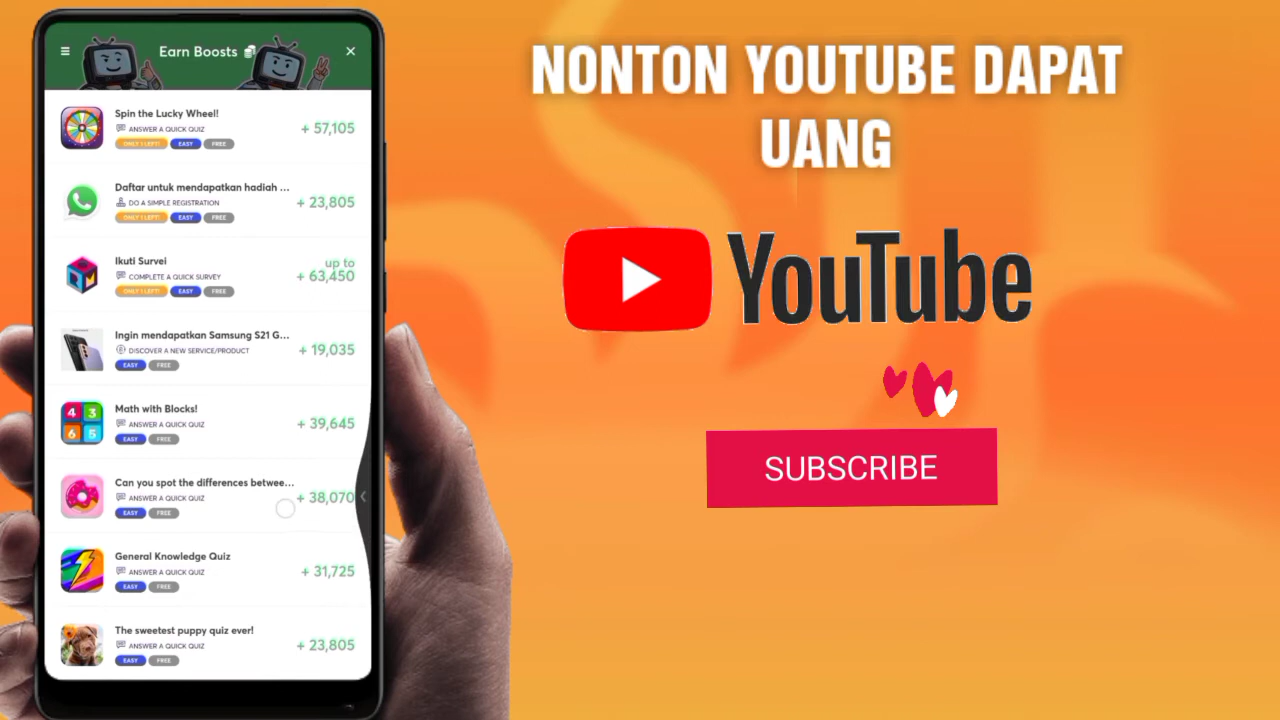 Earn Boosts
Spin the Lucky Wheel!
ANSWER A QUICK QUIZ
+ 57,105
ONLY 1 LEFT! EASY FREE
Daftar untuk mendapatkan hadiah ...
DO A SIMPLE REGISTRATION
+ 23,805
ONLY 1 LEFT! EASY FREE
Ikuti Survei
COMPLETE A QUICK SURVEY
up to
+ 63,450
ONLY 1 LEFT! EASY FREE
Ingin mendapatkan Samsung S21 G...
DISCOVER A NEW SERVICE/PRODUCT
+ 19,035
EASY FREE
4 3
6 5
Math with Blocks!
ANSWER A QUICK QUIZ
+ 39,645
EASY FREE
Can you spot the differences betwee...
ANSWER A QUICK QUIZ
+ 38,070
EASY FREE
General Knowledge Quiz
ANSWER A QUICK QUIZ
+ 31,725
EASY FREE
The sweetest puppy quiz ever!
ANSWER A QUICK QUIZ
+ 23,805
EASY FREE
NONTON YOUTUBE DAPAT
UANG
YouTube
SUBSCRIBE